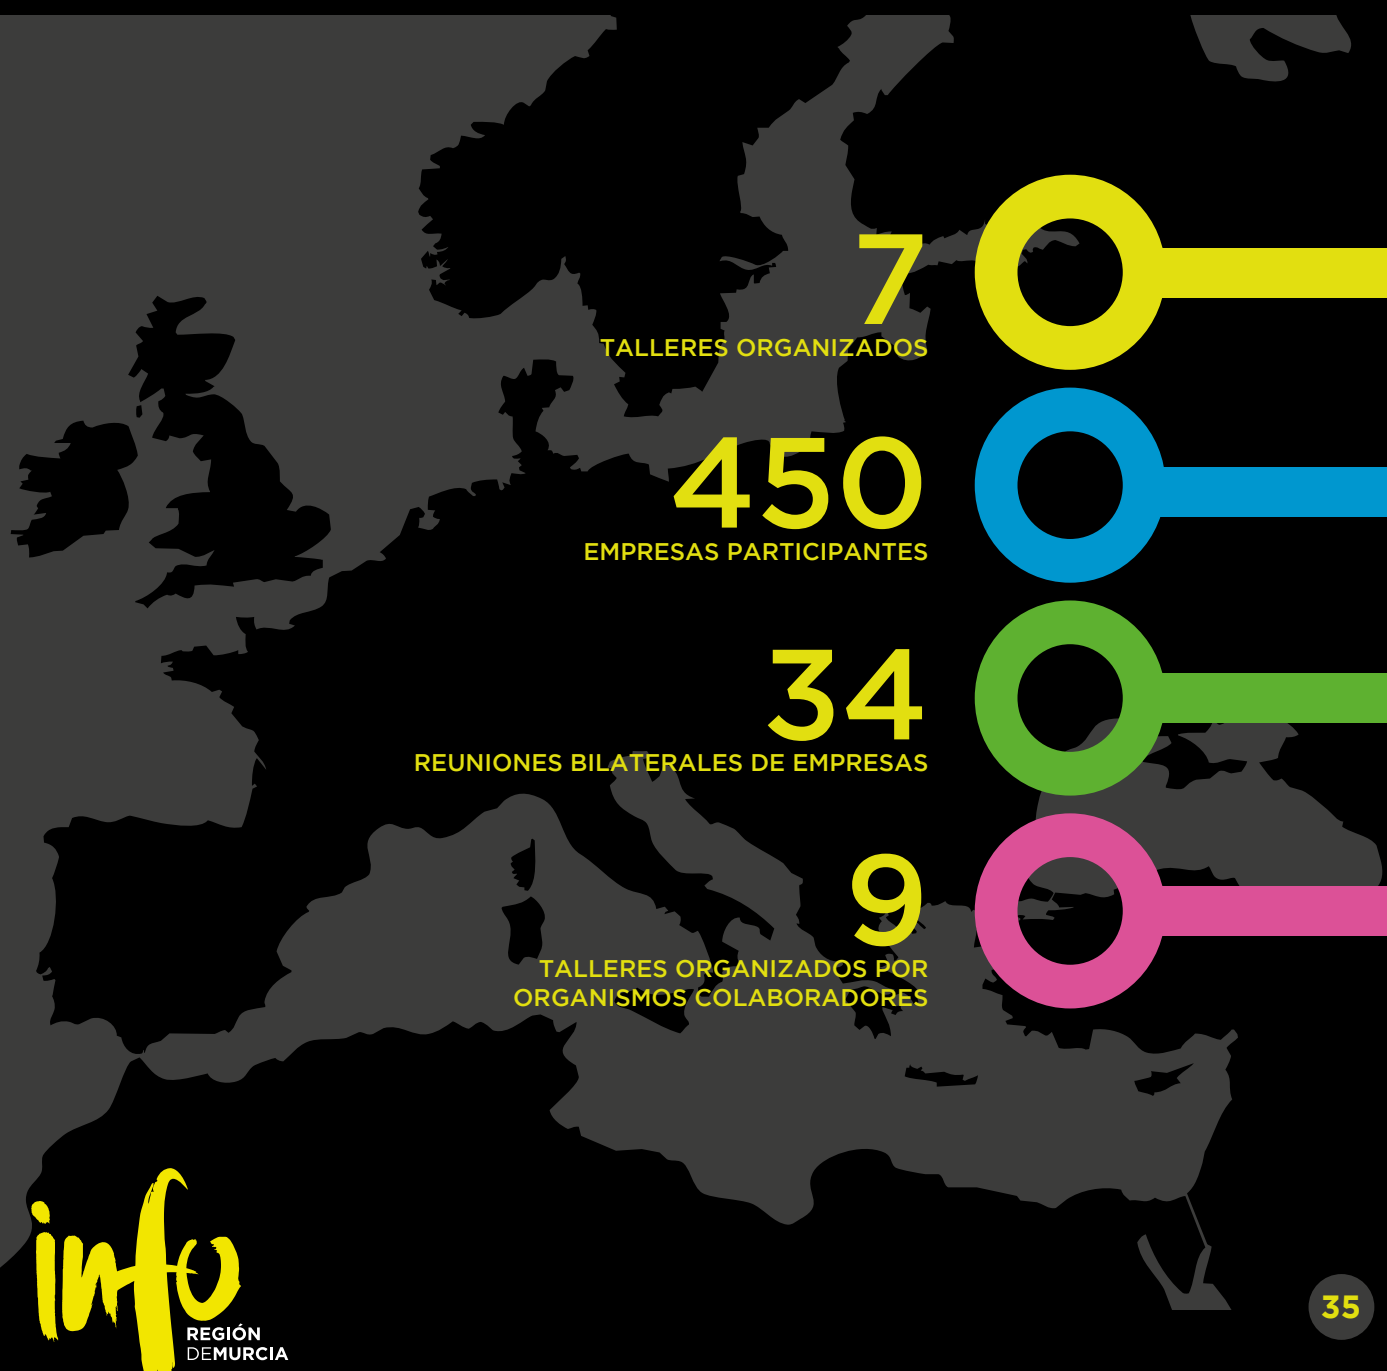 7
TALLERES ORGANIZADOS
450
EMPRESAS PARTICIPANTES
34
REUNIONES BILATERALES DE EMPRESAS
9
TALLERES ORGANIZADOS POR
ORGANISMOS COLABORADORES
info
REGIÓN
DEMURCIA
35